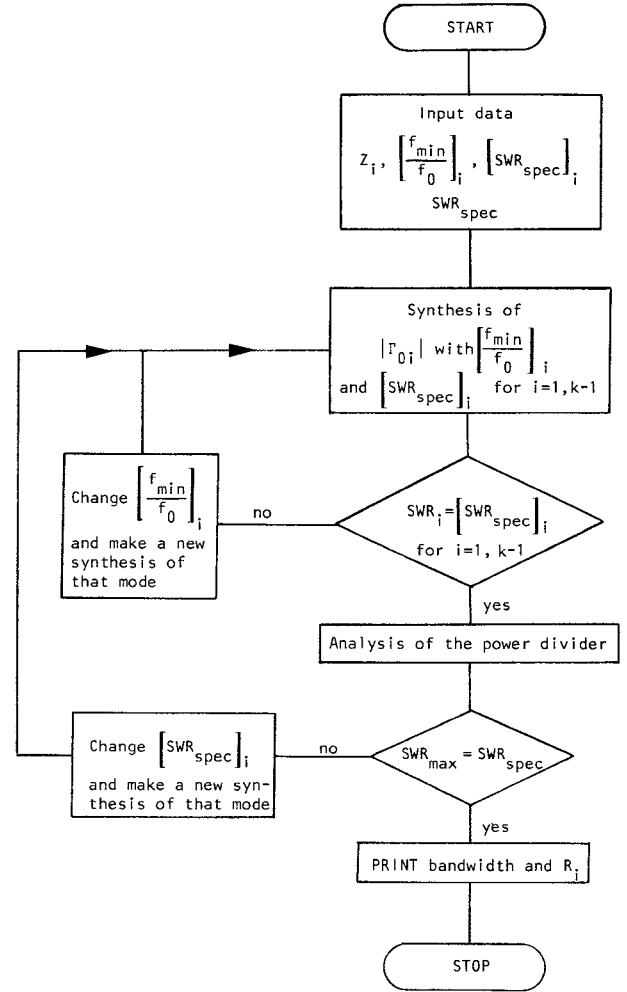 START
Input data
Z_i, [f_min/f_0]_i, [SWR_spec]_i
SWR_spec
Synthesis of
|Γ_0i| with [f_min/f_0]_i
and [SWR_spec]_i for i=1,k-1
Change [f_min/f_0]_i
and make a new
synthesis of
that mode
no
SWR_i=[SWR_spec]_i
for i=1, k-1
yes
Analysis of the power divider
Change [SWR_spec]_i
and make a new syn-
thesis of that mode
no
SWR_max = SWR_spec
yes
PRINT bandwidth and R_i
STOP